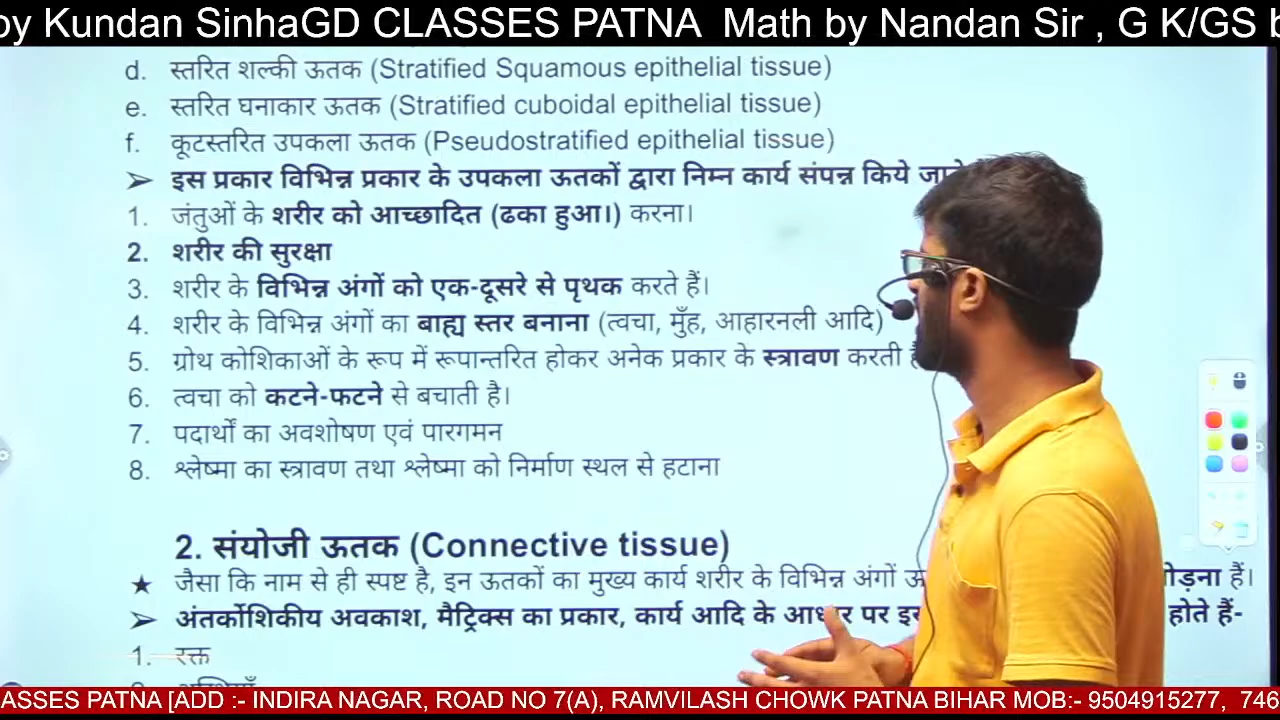 by Kundan SinhaGD CLASSES PATNA Math by Nandan Sir , G K/GS
d. स्तरित शल्की ऊतक (Stratified Squamous epithelial tissue)
e. स्तरित घनाकार ऊतक (Stratified cuboidal epithelial tissue)
f. कूटस्तरित उपकला ऊतक (Pseudostratified epithelial tissue)
➢ इस प्रकार विभिन्न प्रकार के उपकला ऊतकों द्वारा निम्न कार्य संपन्न किये
1. जंतुओं के शरीर को आच्छादित (ढका हुआ।) करना।
2. शरीर की सुरक्षा
3. शरीर के विभिन्न अंगों को एक-दूसरे से पृथक करते हैं।
4. शरीर के विभिन्न अंगों का बाह्य स्तर बनाना (त्वचा, मुँह, आहारनली आदि)
5. ग्रोथ कोशिकाओं के रूप में रूपान्तरित होकर अनेक प्रकार के स्त्रावण करती
6. त्वचा को कटने-फटने से बचाती है।
7. पदार्थों का अवशोषण एवं पारगमन
8. श्लेष्मा का स्त्रावण तथा श्लेष्मा को निर्माण स्थल से हटाना
2. संयोजी ऊतक (Connective tissue)
★ जैसा कि नाम से ही स्पष्ट है, इन ऊतकों का मुख्य कार्य शरीर के विभिन्न अंगों हैं।
➢ अंतर्कोशिकीय अवकाश, मैट्रिक्स का प्रकार, कार्य आदि के आधार पर होते हैं-
1. रक्त
CLASSES PATNA [ADD :- INDIRA NAGAR, ROAD NO 7(A), RAMVILASH CHOWK PATNA BIHAR MOB:- 9504915277, 746